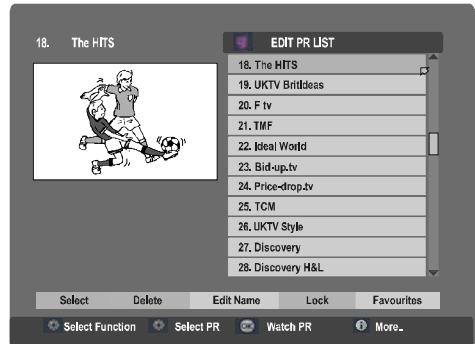 18. The HITS
EDIT PR LIST
18. The HITS
19. UKTV Britideas
20. F tv
21. TMF
22. Ideal World
23. Bid-up.tv
24. Price-drop.tv
25. TCM
26. UKTV Style
27. Discovery
28. Discovery H&L
Select Delete Edit Name Lock Favourites
Select Function Select PR Watch PR More...